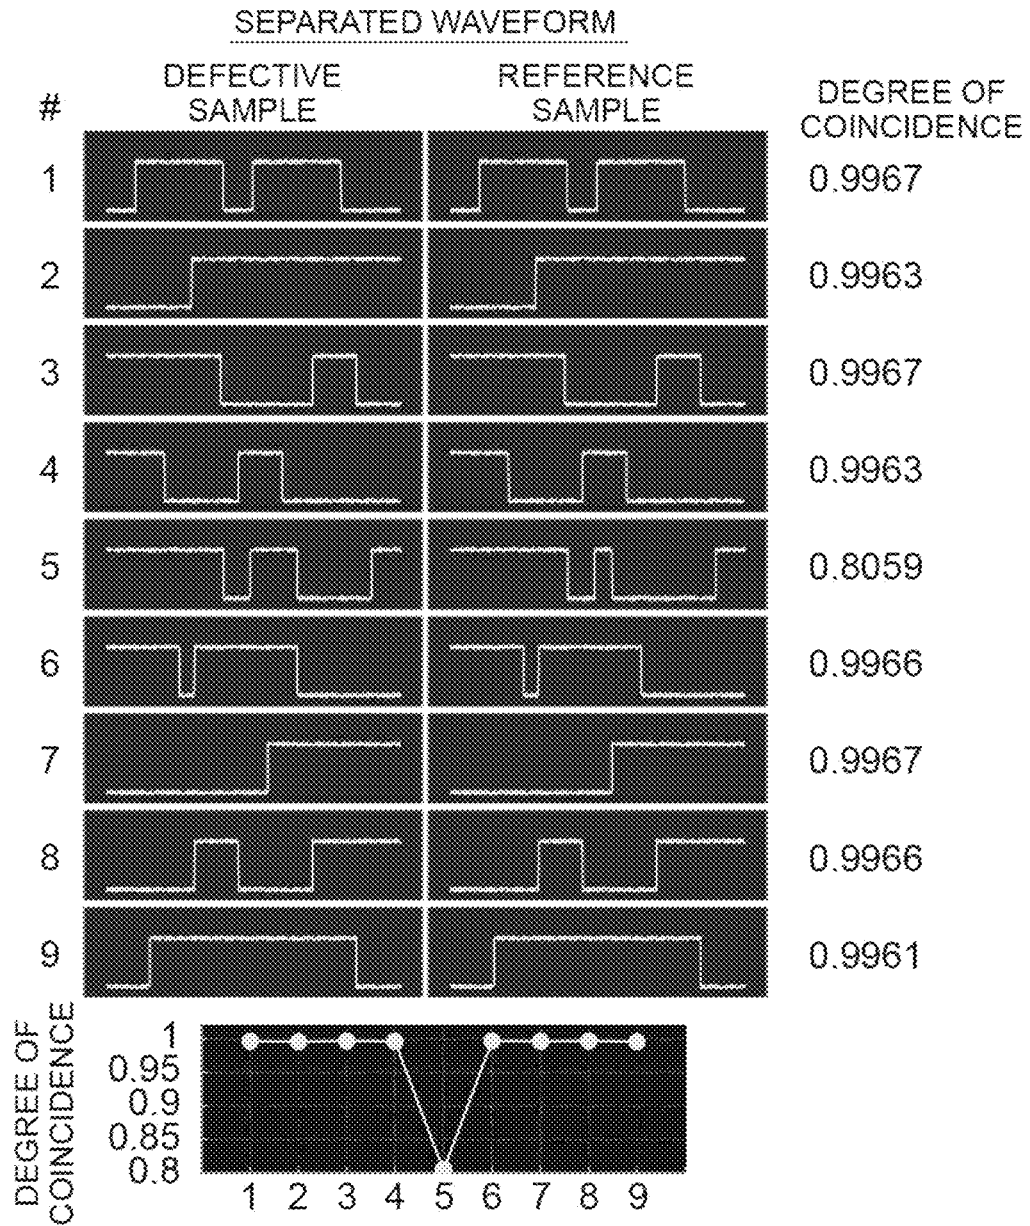 SEPARATED WAVEFORM
DEFECTIVE SAMPLE
REFERENCE SAMPLE
#
DEGREE OF COINCIDENCE
1 0.9967
2 0.9963
3 0.9967
4 0.9963
5 0.8059
6 0.9966
7 0.9967
8 0.9966
9 0.9961
DEGREE OF COINCIDENCE
1
0.95
0.9
0.85
0.8
1 2 3 4 5 6 7 8 9